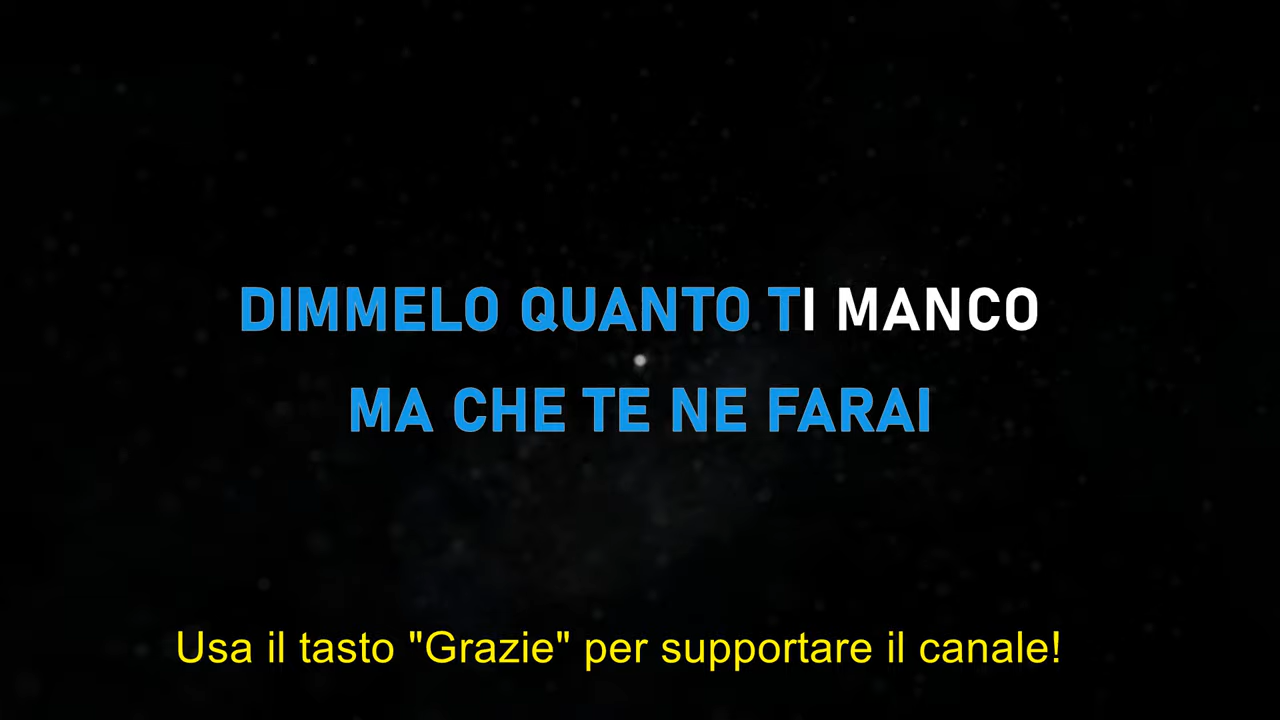 DIMMELO QUANTO TI MANCO
MA CHE TE NE FARAI
Usa il tasto "Grazie" per supportare il canale!